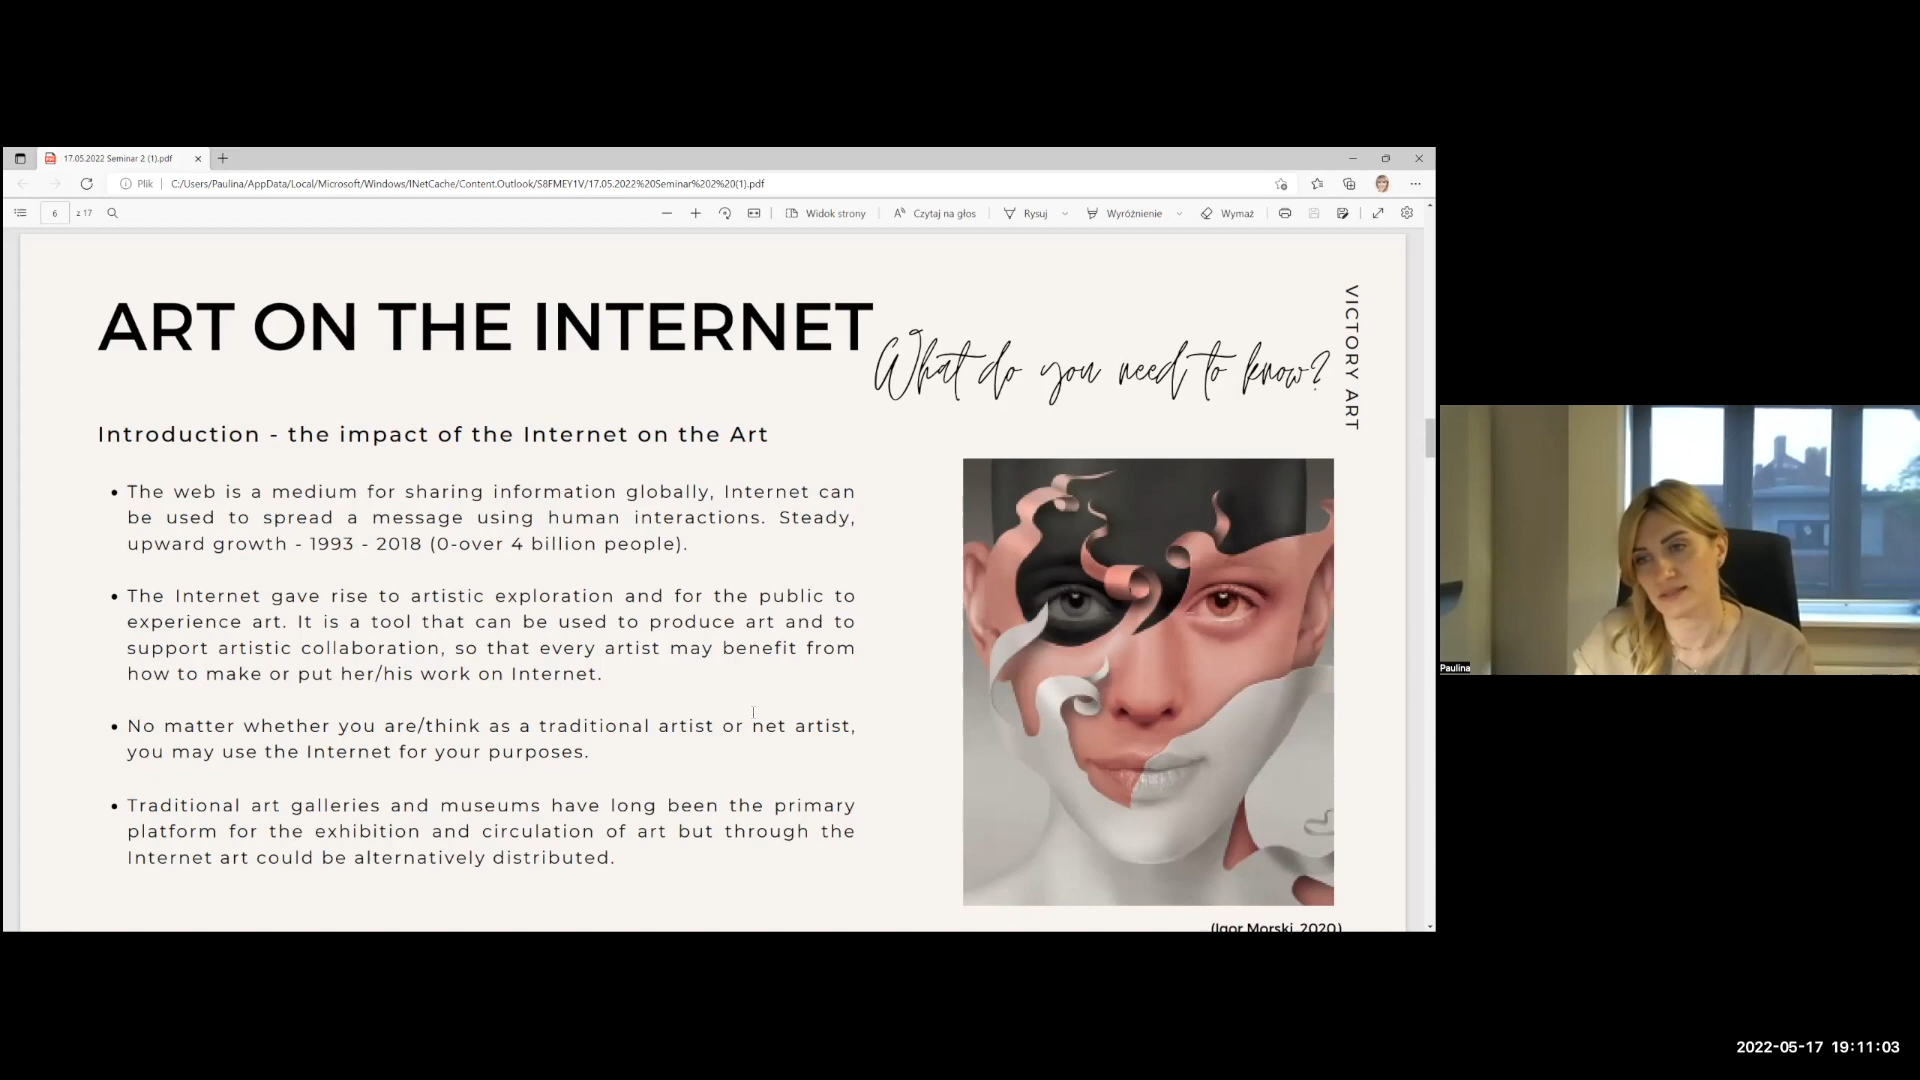 17.05.2022 Seminar 2 (1).pdf
Plik C:/Users/Paulina/AppData/Local/Microsoft/Windows/INetCache/Content.Outlook/S8FMEY1V/17.05.2022%20Seminar%202%20(1).pdf
6 z 17 Widok strony Czytaj na głos Rysuj Wyróżnienie Wymaż
ART ON THE INTERNET
What do you need to know?
VICTORY ART
Introduction - the impact of the Internet on the Art
• The web is a medium for sharing information globally, Internet can
be used to spread a message using human interactions. Steady,
upward growth - 1993 - 2018 (0-over 4 billion people).
• The Internet gave rise to artistic exploration and for the public to
experience art. It is a tool that can be used to produce art and to
support artistic collaboration, so that every artist may benefit from
how to make or put her/his work on Internet.
• No matter whether you are/think as a traditional artist or net artist,
you may use the Internet for your purposes.
• Traditional art galleries and museums have long been the primary
platform for the exhibition and circulation of art but through the
Internet art could be alternatively distributed.
(Igor Morski, 2020)
Paulina
2022-05-17 19:11:03